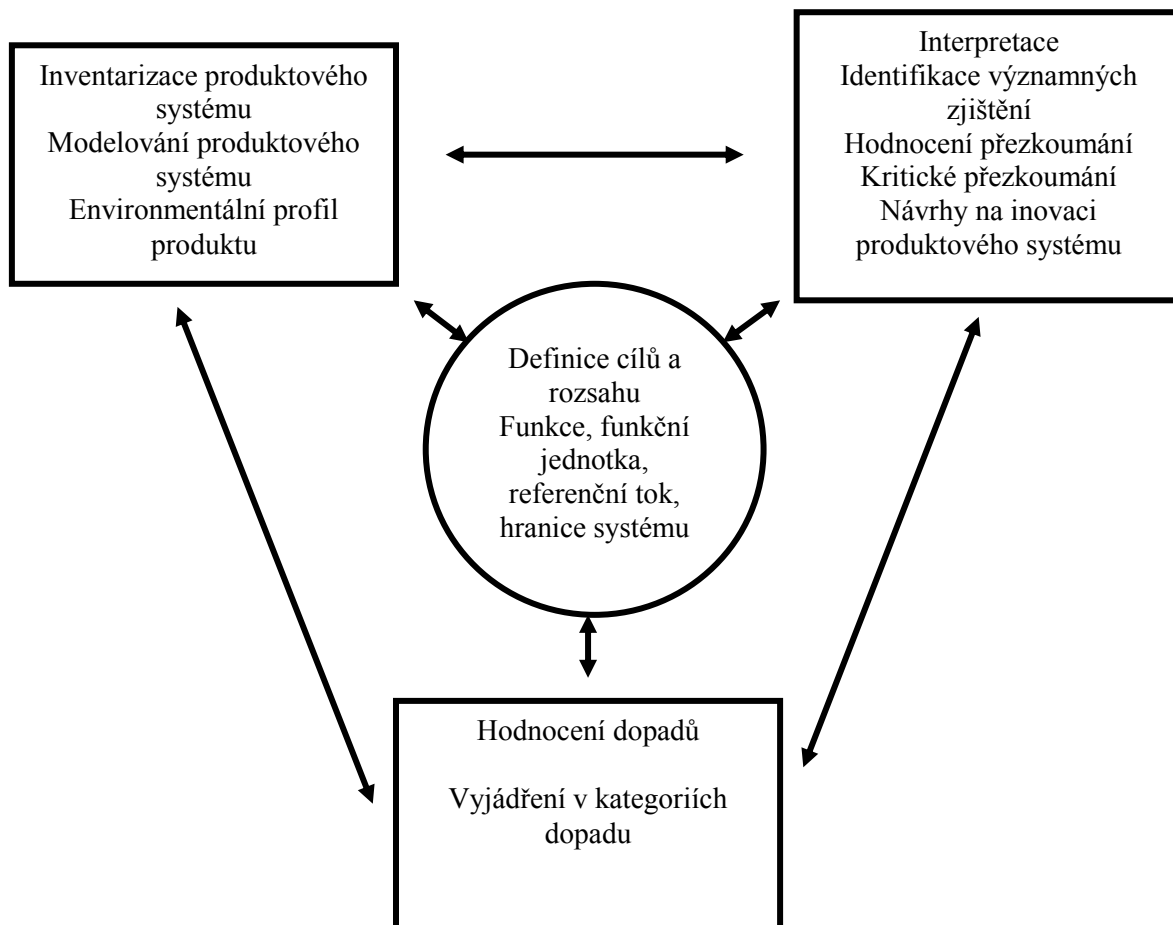 Inventarizace produktového
systému
Modelování produktového
systému
Environmentální profil
produktu
Interpretace
Identifikace významných
zjištění
Hodnocení přezkoumání
Kritické přezkoumání
Návrhy na inovaci
produktového systému
Definice cílů a
rozsahu
Funkce, funkční
jednotka,
referenční tok,
hranice systému
Hodnocení dopadů
Vyjádření v kategoriích
dopadu